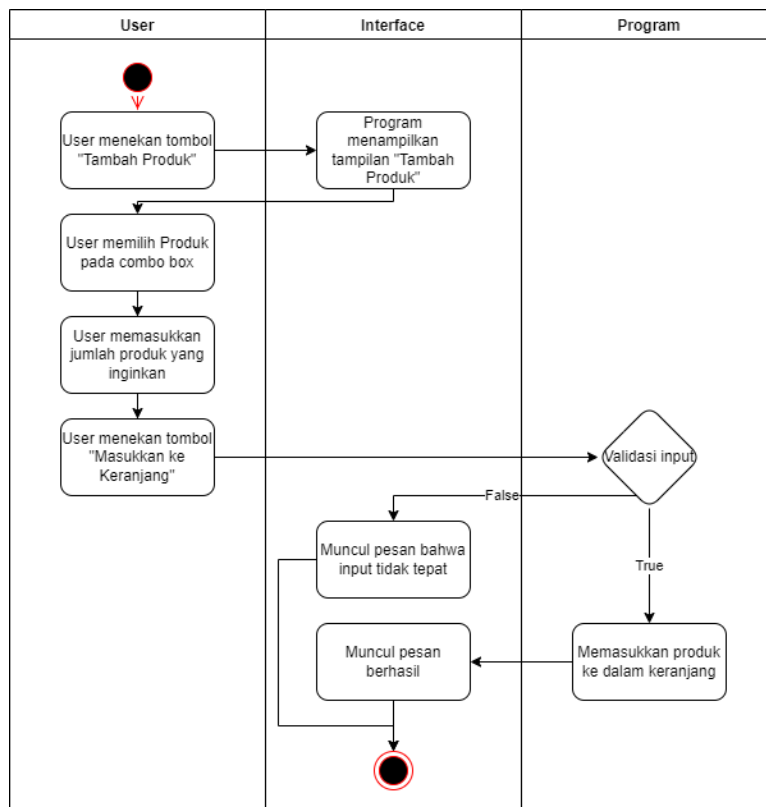 User
Interface
Program
User menekan tombol
"Tambah Produk"
Program
menampilkan
tampilan "Tambah
Produk"
User memilih Produk
pada combo box
User memasukkan
jumlah produk yang
inginkan
User menekan tombol
"Masukkan ke
Keranjang"
Validasi input
False
Muncul pesan bahwa
input tidak tepat
True
Muncul pesan
berhasil
Memasukkan produk
ke dalam keranjang